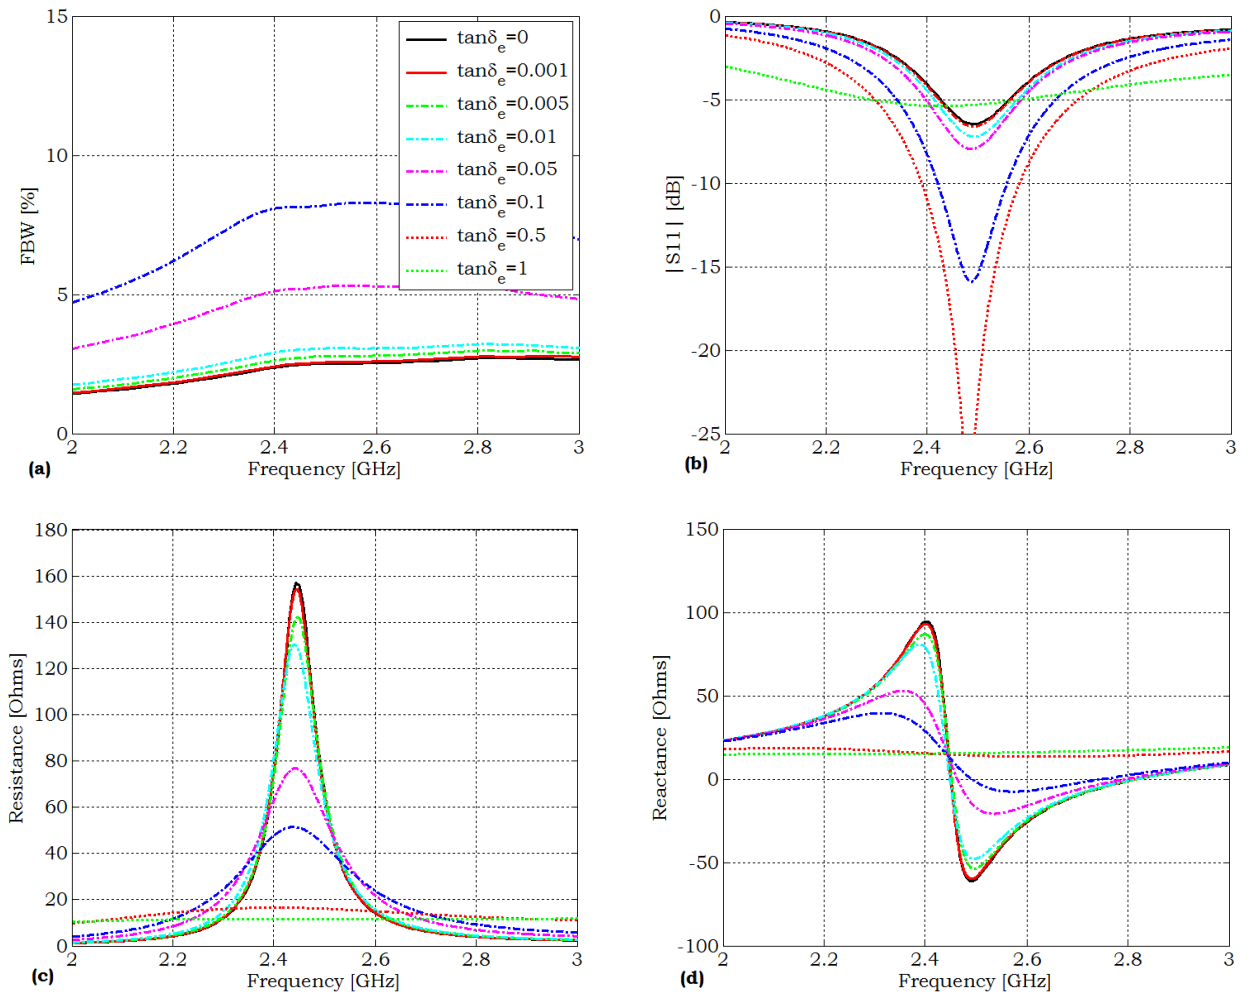 15
10
5
0
FBW [%]
2
2.2
2.4
2.6
2.8
3
Frequency [GHz]
(a)
tanδe=0
tanδe=0.001
tanδe=0.005
tanδe=0.01
tanδe=0.05
tanδe=0.1
tanδe=0.5
tanδe=1
0
-5
-10
-15
-20
-25
|S11| [dB]
2
2.2
2.4
2.6
2.8
3
Frequency [GHz]
(b)
180
160
140
120
100
80
60
40
20
0
Resistance [Ohms]
2
2.2
2.4
2.6
2.8
3
Frequency [GHz]
(c)
150
100
50
0
-50
-100
Reactance [Ohms]
2
2.2
2.4
2.6
2.8
3
Frequency [GHz]
(d)